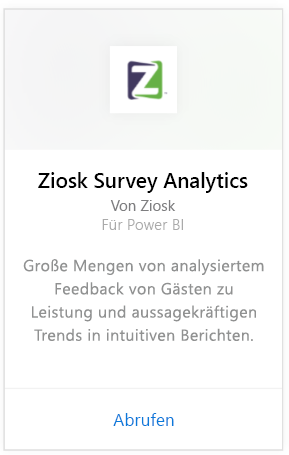 Z
Ziosk Survey Analytics
Von Ziosk
Für Power BI
Große Mengen von analysiertem
Feedback von Gästen zu
Leistung und aussagekräftigen
Trends in intuitiven Berichten.
Abrufen